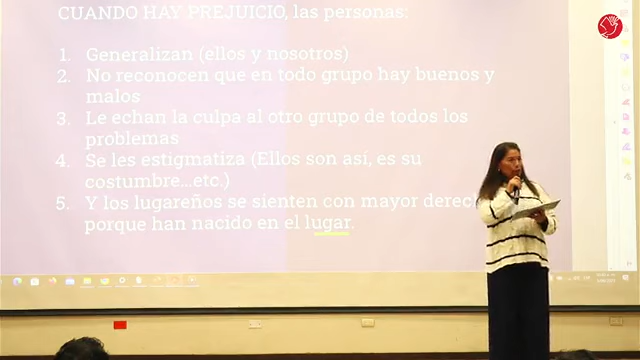 CUANDO HAY PREJUICIO, las personas:
1. Generalizan (ellos y nosotros)
2. No reconocen que en todo grupo hay buenos y
malos
3. Le echan la culpa al otro grupo de todos los
problemas
4. Se les estigmatiza (Ellos son así, es su
costumbre...etc.)
5. Y los lugareños se sienten con mayor derech
porque han nacido en el lugar.